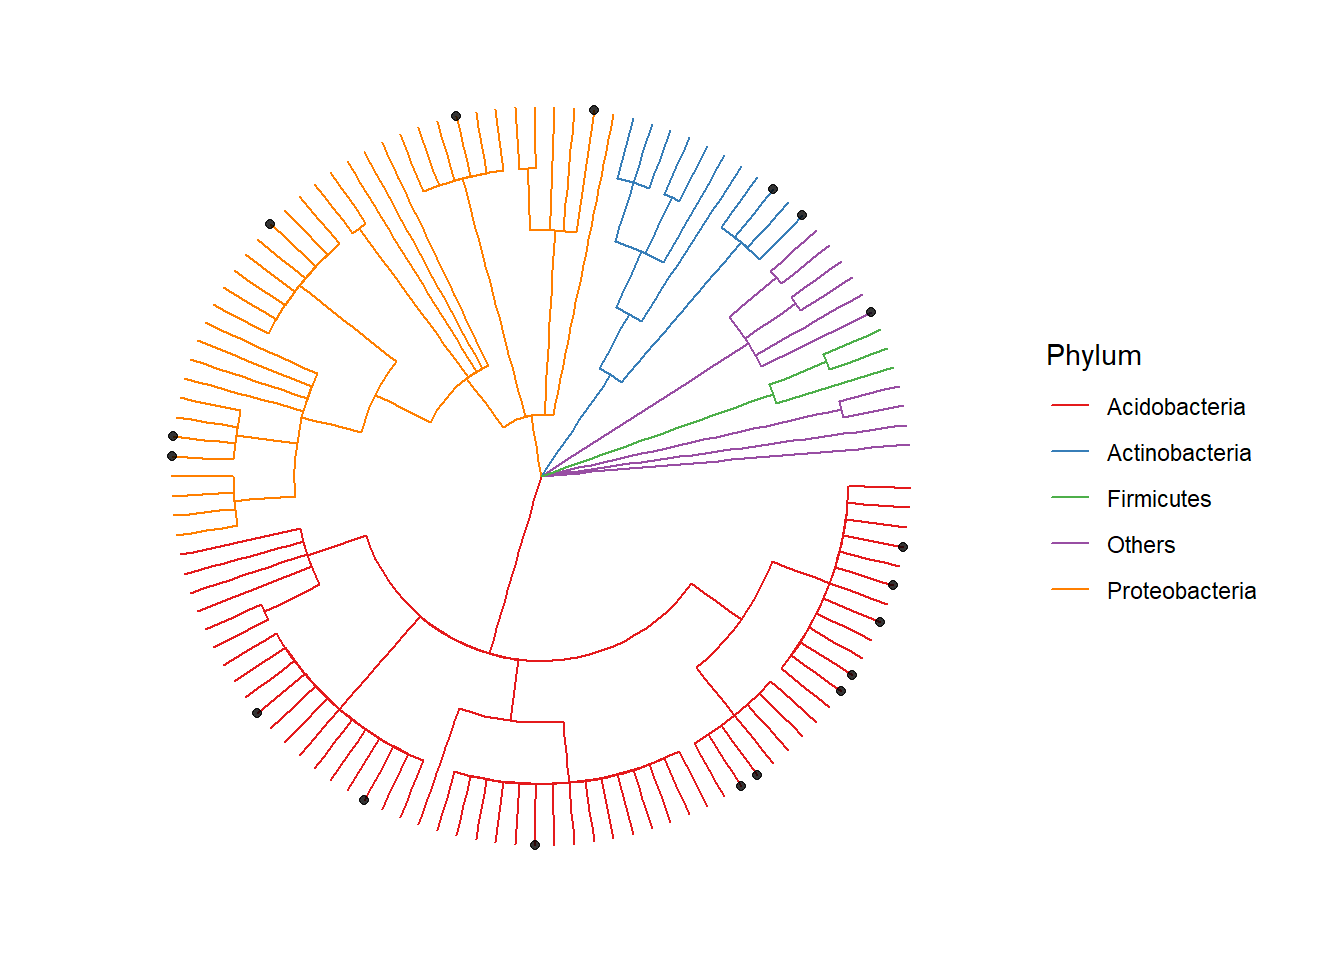 Phylum
Acidobacteria
Actinobacteria
Firmicutes
Others
Proteobacteria